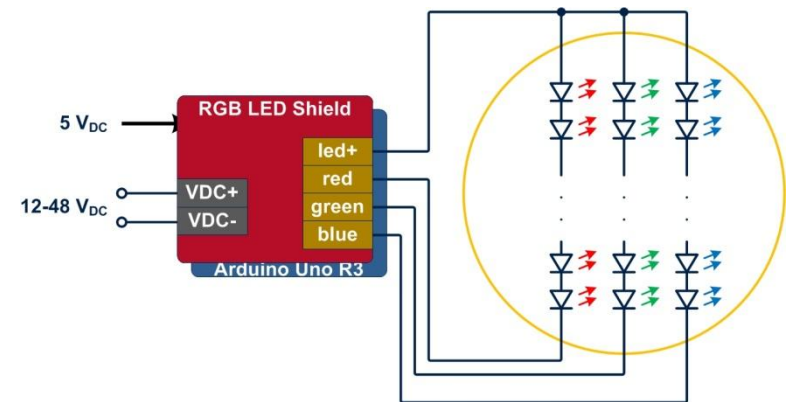 RGB LED Shield
5 VDC
led+
red
VDC+
12-48 VDC
green
VDC-
blue
Arduino Uno R3